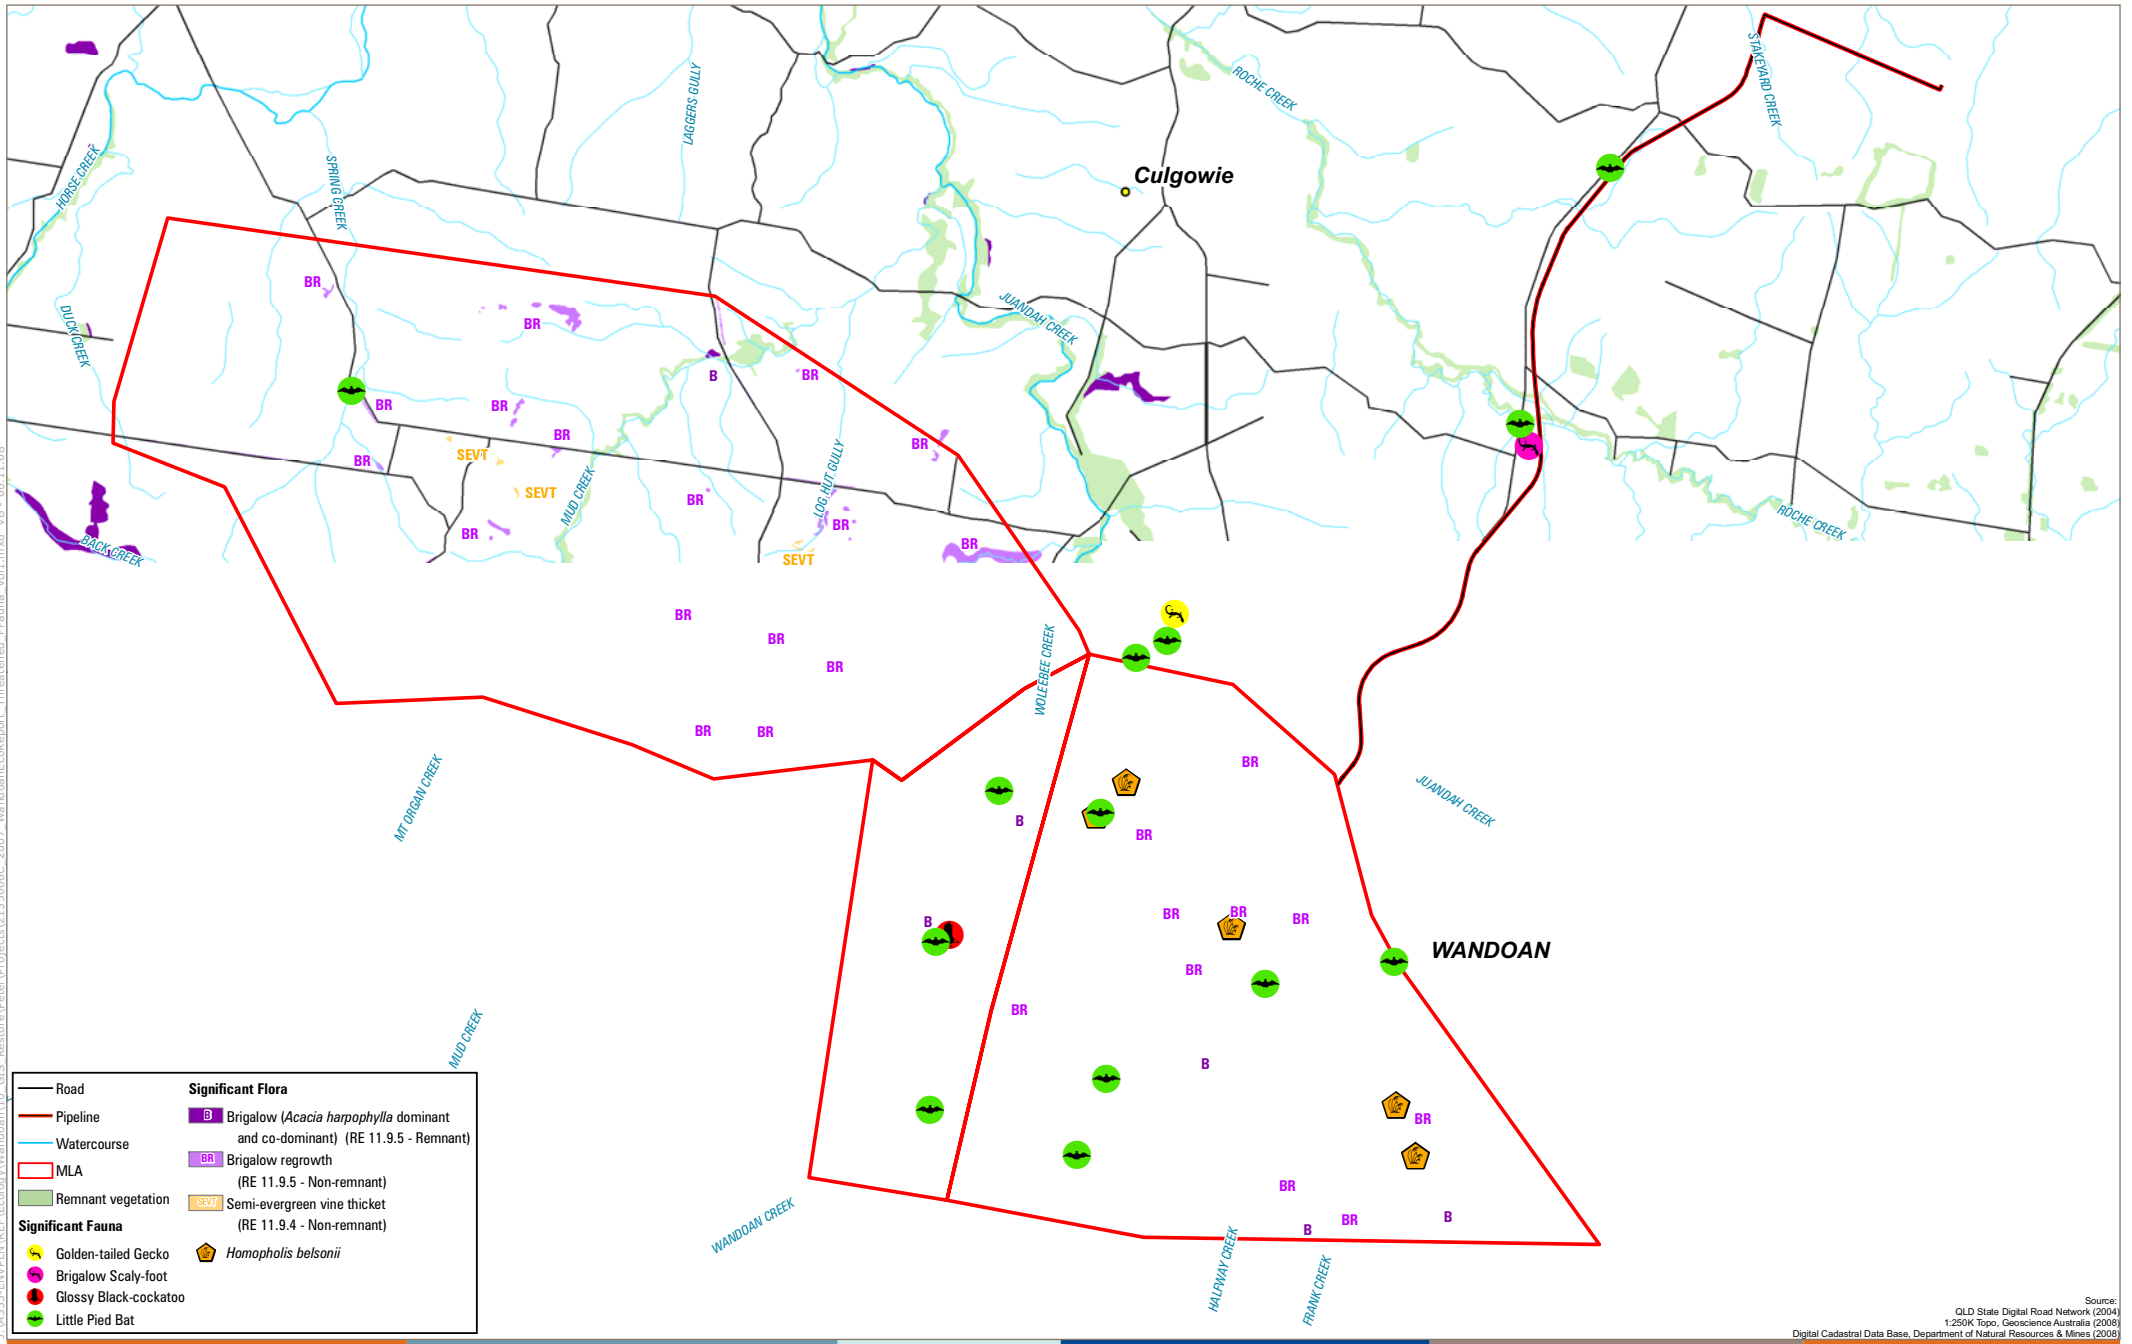 ROCHE CREEK
STAKEYARD CREEK
LAGGERS GULLY
HORSE CREEK
SPRING CREEK
Culgowie
BR
DUCK CREEK
BR
JUANDAH CREEK
B
BR
BR
BR
BR
BR
SEVT
BR
SEVT
BR
MUD CREEK
LOG HUT GULLY
BR
BR
BR
BACK CREEK
SEVT
BR
ROCHE CREEK
BR
BR
BR
WOLEEBEE CREEK
BR
BR
BR
MT ORGAN CREEK
JUANDAH CREEK
B
BR
B
BR
BR
BR
WANDOAN
BR
BR
MUD CREEK
B
BR
BR
WANDOAN CREEK
BR
B
B
HALFWAY CREEK
FRANK CREEK
Road
Pipeline
Watercourse
MLA
Remnant vegetation
Significant Fauna
Golden-tailed Gecko
Brigalow Scaly-foot
Glossy Black-cockatoo
Little Pied Bat
Significant Flora
B Brigalow (Acacia harpophylla dominant
and co-dominant) (RE 11.9.5 - Remnant)
BR Brigalow regrowth
(RE 11.9.5 - Non-remnant)
SEVT Semi-evergreen vine thicket
(RE 11.9.4 - Non-remnant)
Homopholis belsonii
Source:
QLD State Digital Road Network (2004)
1:250K Topo, Geoscience Australia (2008)
Digital Cadastral Data Base, Department of Natural Resources & Mines (2008)